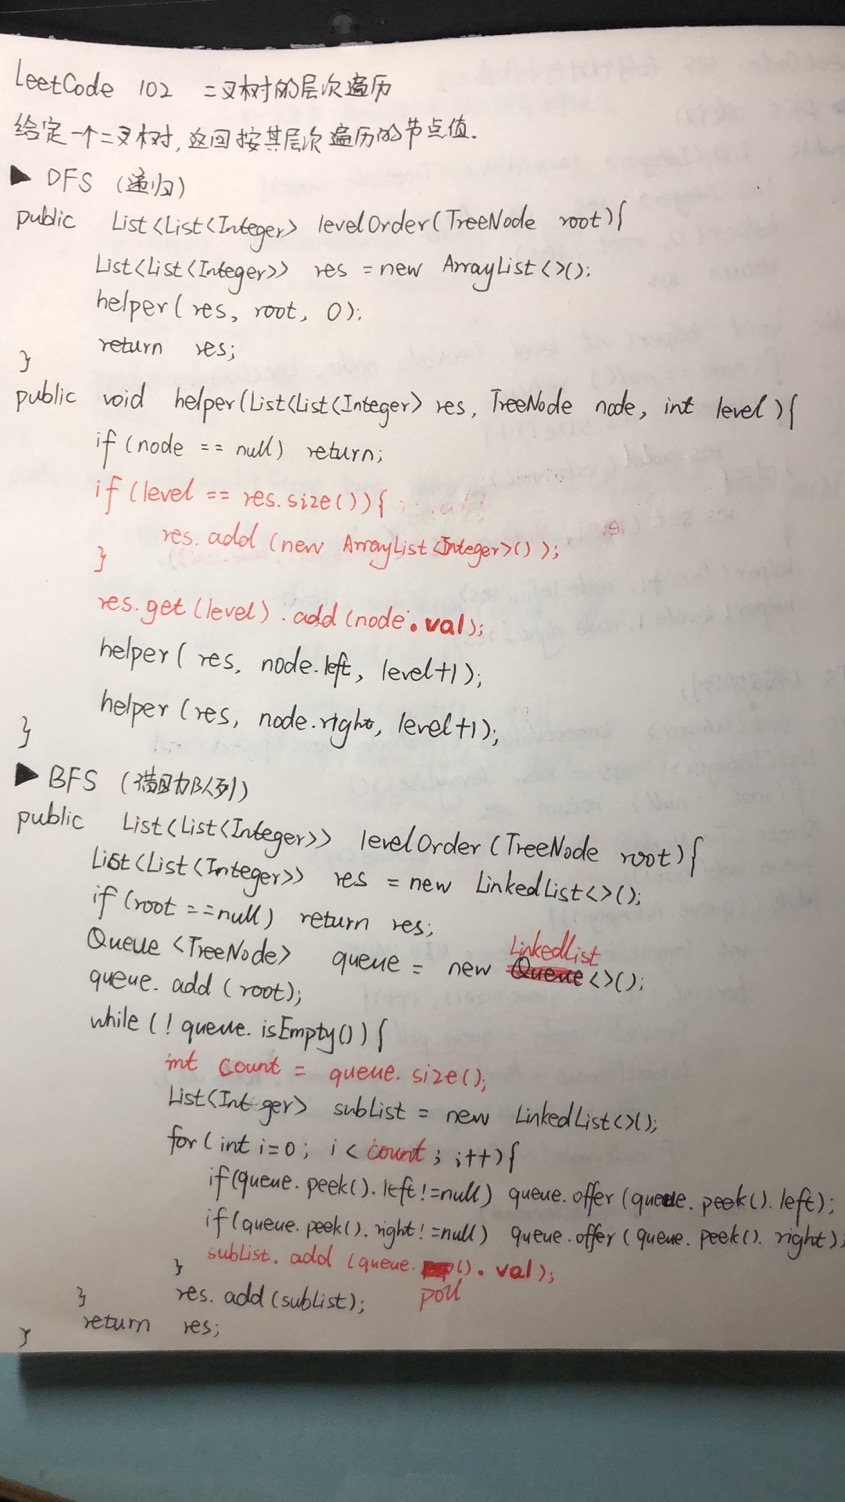 LeetCode 102 二叉树的层次遍历
给定一个二叉树,返回按其层次遍历的节点值.
▶ DFS (递归)
public List<List<Integer> levelOrder(TreeNode root){
List<List<Integer>> res = new ArrayList<>();
helper(res, root, 0);
return res;
}
public void helper(List<List<Integer> res, TreeNode node, int level){
if(node == null) return;
if(level == res.size()){
res.add(new ArrayList<Integer>());
}
res.get(level).add(node.val);
helper(res, node.left, level+1);
helper(res, node.right, level+1);
}
▶ BFS (借助队列)
public List<List<Integer>> levelOrder(TreeNode root){
List<List<Integer>> res = new LinkedList<>();
if(root == null) return res;
Queue<TreeNode> queue = new LinkedList<>();
queue.add(root);
while(!queue.isEmpty()){
int count = queue.size();
List<Integer> subList = new LinkedList<>();
for(int i=0; i<count; i++){
if(queue.peek().left!=null) queue.offer(queue.peek().left);
if(queue.peek().right!=null) queue.offer(queue.peek().right);
subList.add(queue.poll().val);
}
res.add(subList);
}
return res;
}